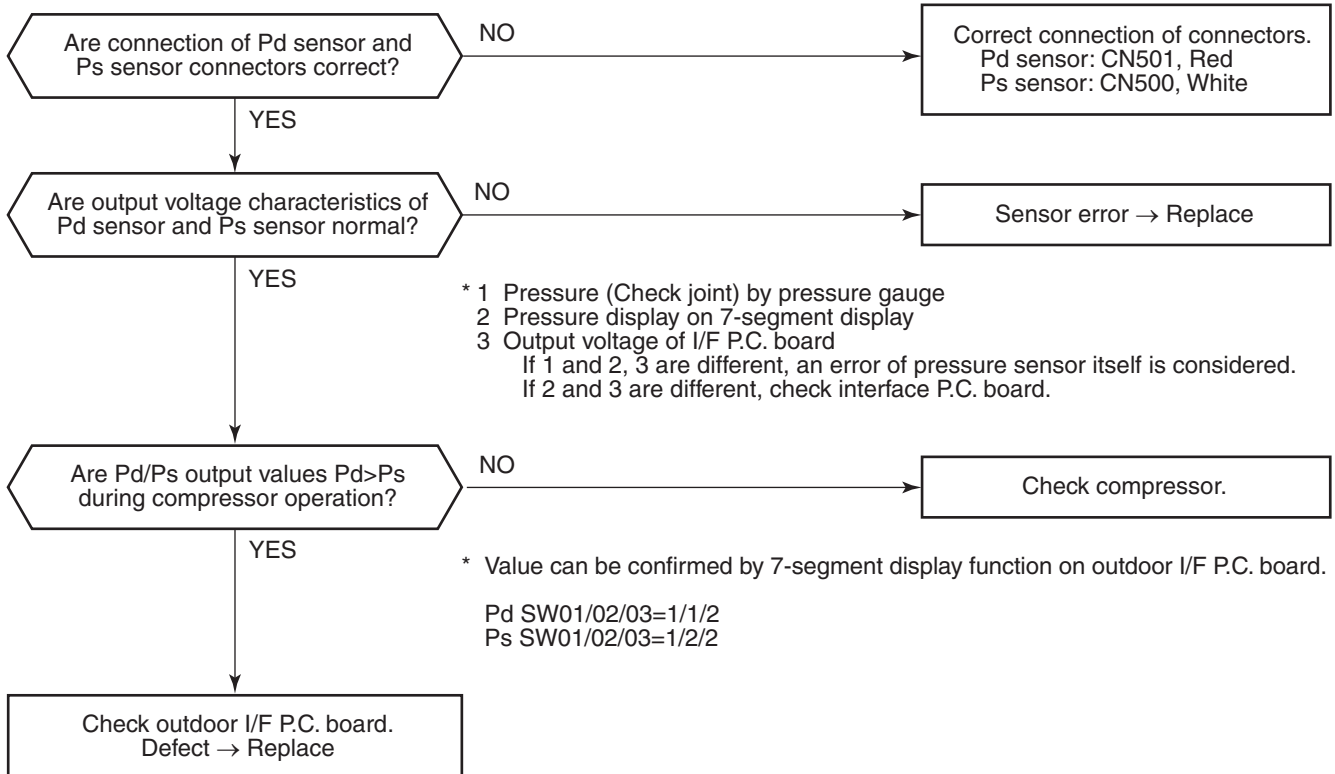 Are connection of Pd sensor and
Ps sensor connectors correct?
NO
Correct connection of connectors.
Pd sensor: CN501, Red
Ps sensor: CN500, White
YES
Are output voltage characteristics of
Pd sensor and Ps sensor normal?
NO
Sensor error → Replace
YES
* 1 Pressure (Check joint) by pressure gauge
2 Pressure display on 7-segment display
3 Output voltage of I/F P.C. board
If 1 and 2, 3 are different, an error of pressure sensor itself is considered.
If 2 and 3 are different, check interface P.C. board.
Are Pd/Ps output values Pd>Ps
during compressor operation?
NO
Check compressor.
YES
* Value can be confirmed by 7-segment display function on outdoor I/F P.C. board.
Pd SW01/02/03=1/1/2
Ps SW01/02/03=1/2/2
Check outdoor I/F P.C. board.
Defect → Replace